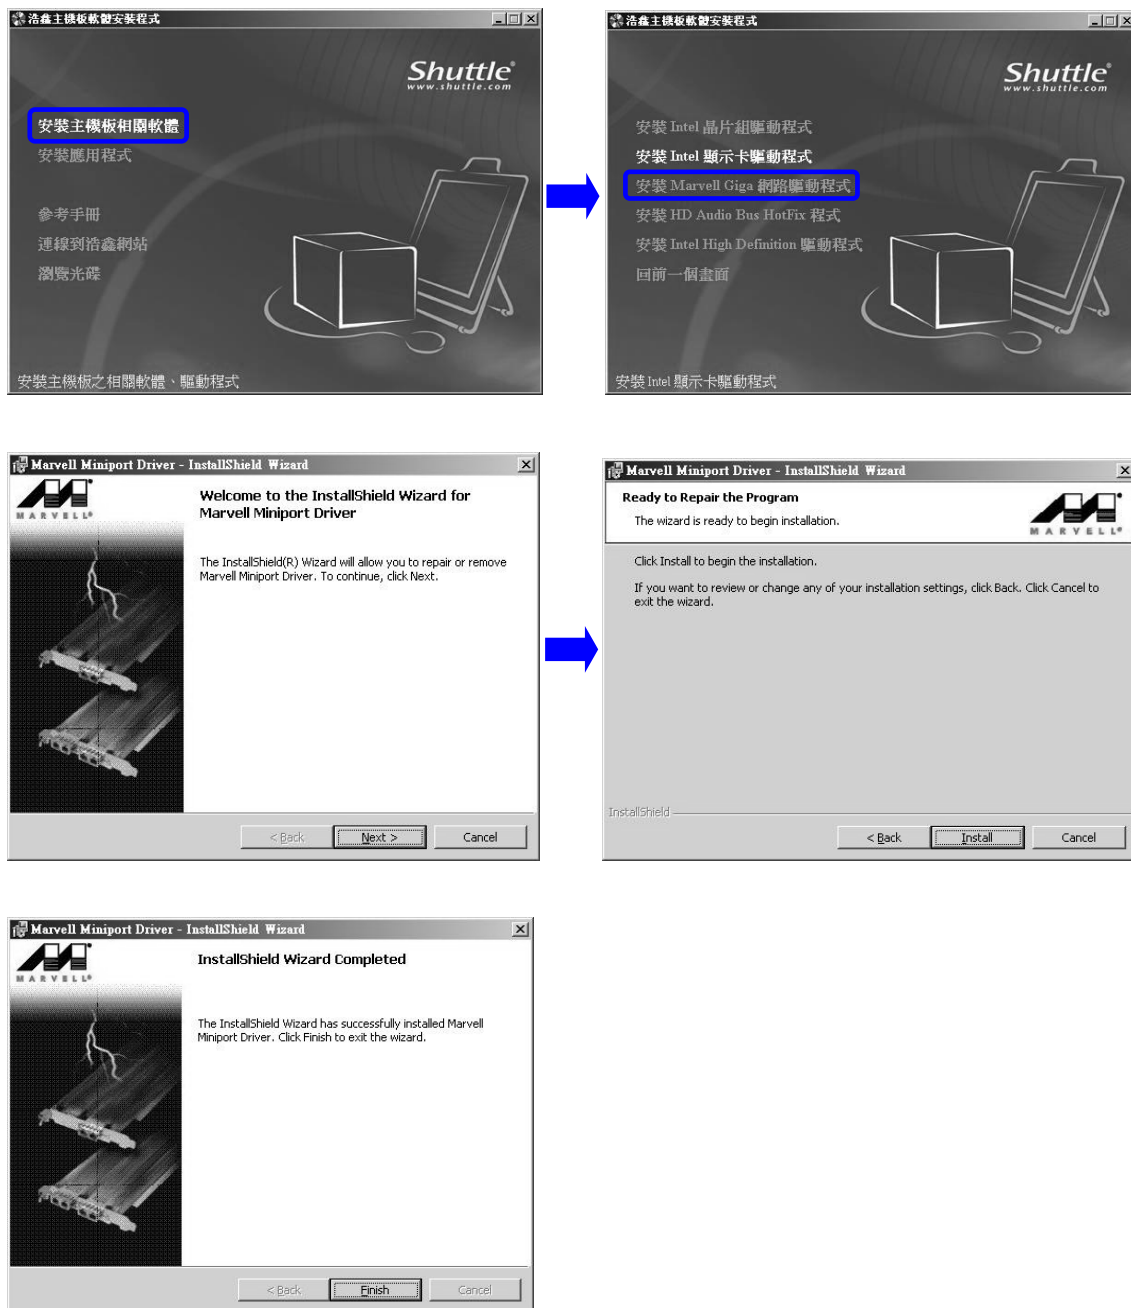 浩鑫主機板軟體安裝程式
Shuttle®
www.shuttle.com
安裝主機板相關軟體
安裝應用程式
參考手冊
連線到浩鑫網站
瀏覽光碟
安裝主機板之相關軟體、驅動程式
浩鑫主機板軟體安裝程式
Shuttle®
www.shuttle.com
安裝 Intel 晶片組驅動程式
安裝 Intel 顯示卡驅動程式
安裝 Marvell Giga 網路驅動程式
安裝 HD Audio Bus HotFix 程式
安裝 Intel High Definition 驅動程式
回前一個畫面
安裝 Intel 顯示卡驅動程式
Marvell Miniport Driver - InstallShield Wizard
MARVELL®
Welcome to the InstallShield Wizard for
Marvell Miniport Driver
The InstallShield(R) Wizard will allow you to repair or remove
Marvell Miniport Driver. To continue, click Next.
< Back
Next >
Cancel
Marvell Miniport Driver - InstallShield Wizard
Ready to Repair the Program
The wizard is ready to begin installation.
MARVELL®
Click Install to begin the installation.
If you want to review or change any of your installation settings, click Back. Click Cancel to
exit the wizard.
InstallShield
< Back
Install
Cancel
Marvell Miniport Driver - InstallShield Wizard
MARVELL®
InstallShield Wizard Completed
The InstallShield Wizard has successfully installed Marvell
Miniport Driver. Click Finish to exit the wizard.
< Back
Finish
Cancel